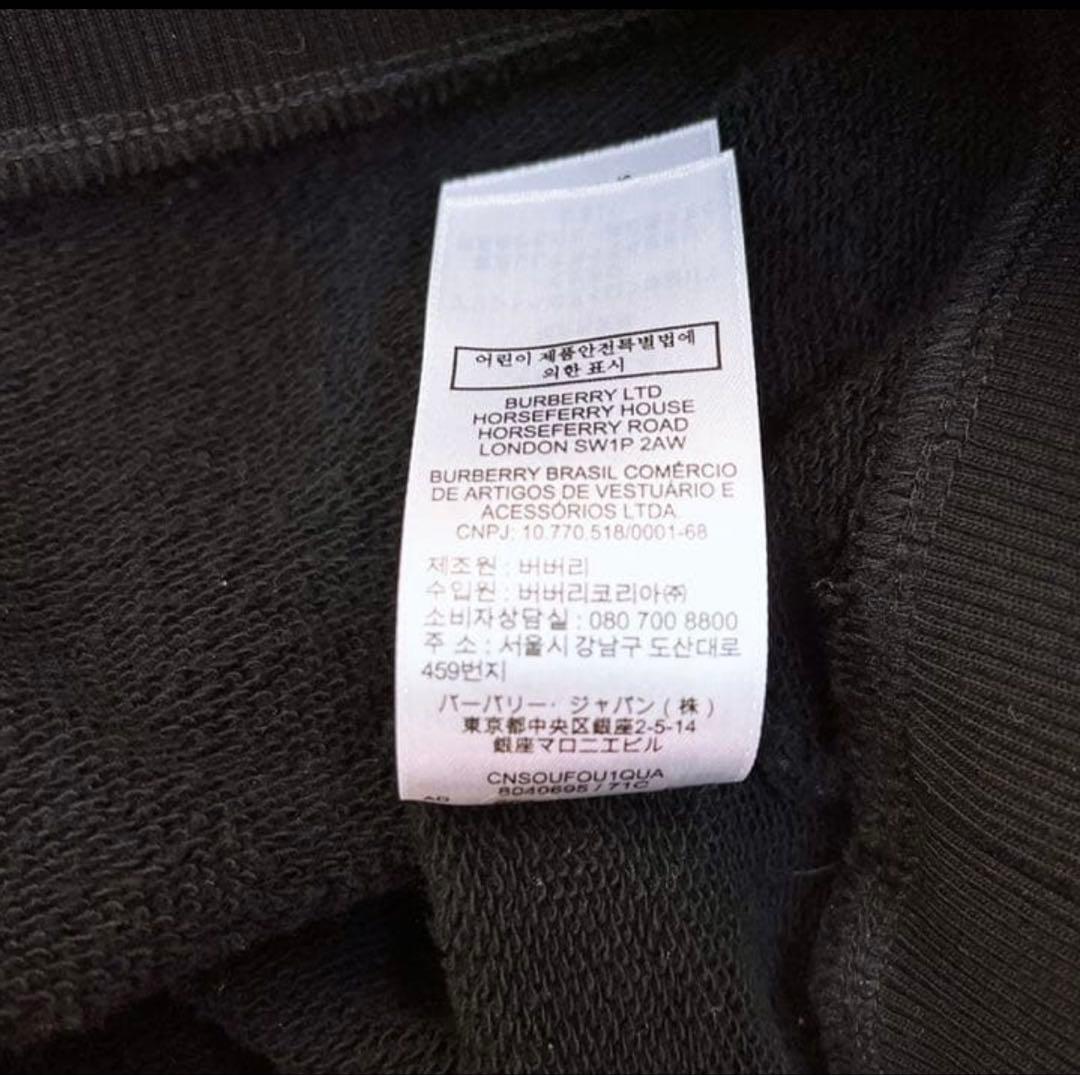 어린이 제품안전특별법에
의한 표시
BURBERRY LTD
HORSEFERRY HOUSE
HORSEFERRY ROAD
LONDON SW1P 2AW
BURBERRY BRASIL COMÉRCIO
DE ARTIGOS DE VESTUÁRIO E
ACESSÓRIOS LTDA
CNPJ: 10.770.518/0001-68
제조원 : 버버리
수입원 : 버버리코리아㈜
소비자상담실 : 080 700 8800
주 소 : 서울시 강남구 도산대로
459번지
バーバリー・ジャパン ( 株 )
東京都中央区銀座2-5-14
銀座マロニエビル
CNSOUFOU1QUA
8040695 / 71C